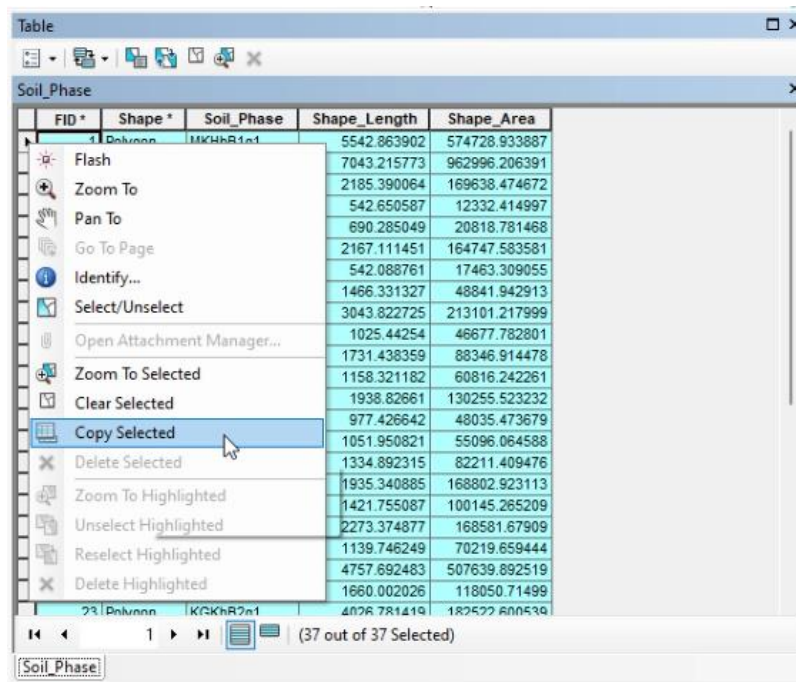 Table
Soil_Phase
FID * Shape * Soil_Phase Shape_Length Shape_Area
1 Polygon MKHbB1g1 5542.863902 574728.933887
Flash 7043.215773 962996.206391
Zoom To 2185.390064 169638.474672
542.650587 12332.414997
Pan To 690.285049 20818.781468
Go To Page 2167.111451 164747.583581
Identify... 542.088761 17463.309055
1466.331327 48841.942913
Select/Unselect 3043.822725 213101.217999
Open Attachment Manager... 1025.44254 46677.782801
1731.438359 88346.914478
Zoom To Selected 1158.321182 60816.242261
Clear Selected 1938.82661 130255.523232
977.426642 48035.473679
Copy Selected 1051.950821 55096.064588
Delete Selected 1334.892315 82211.409476
1935.340885 168802.923113
Zoom To Highlighted 1421.755087 100145.265209
Unselect Highlighted 2273.374877 168581.67909
1139.746249 70219.659444
Reselect Highlighted 4757.692483 507639.892519
Delete Highlighted 1660.002026 118050.71499
23 Polygon KGKhB2g1 4026.781419 182522.600539
1 (37 out of 37 Selected)
Soil_Phase